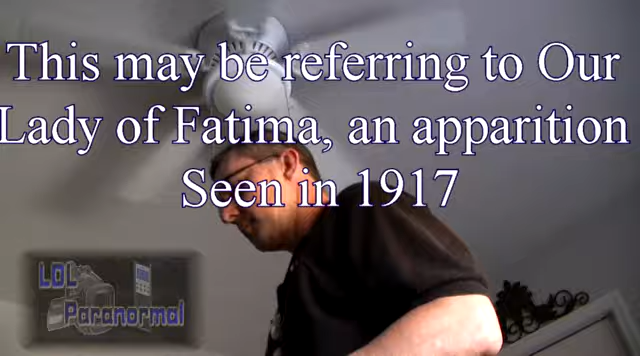 This may be referring to Our
Lady of Fatima, an apparition
Seen in 1917
LOL
Paranormal